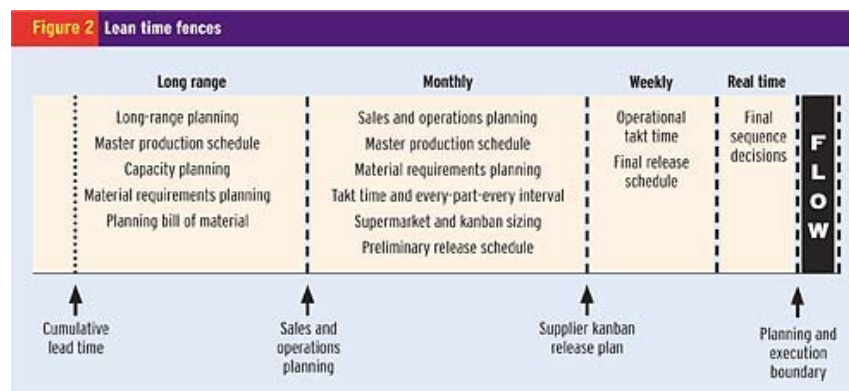 Figure 2 Lean time fences
Long range
Monthly
Weekly
Real time
Long-range planning
Master production schedule
Capacity planning
Material requirements planning
Planning bill of material
Sales and operations planning
Master production schedule
Material requirements planning
Takt time and every-part-every interval
Supermarket and kanban sizing
Preliminary release schedule
Operational
takt time
Final release
schedule
Final
sequence
decisions
FLOW
Cumulative
lead time
Sales and
operations
planning
Supplier kanban
release plan
Planning and
execution
boundary